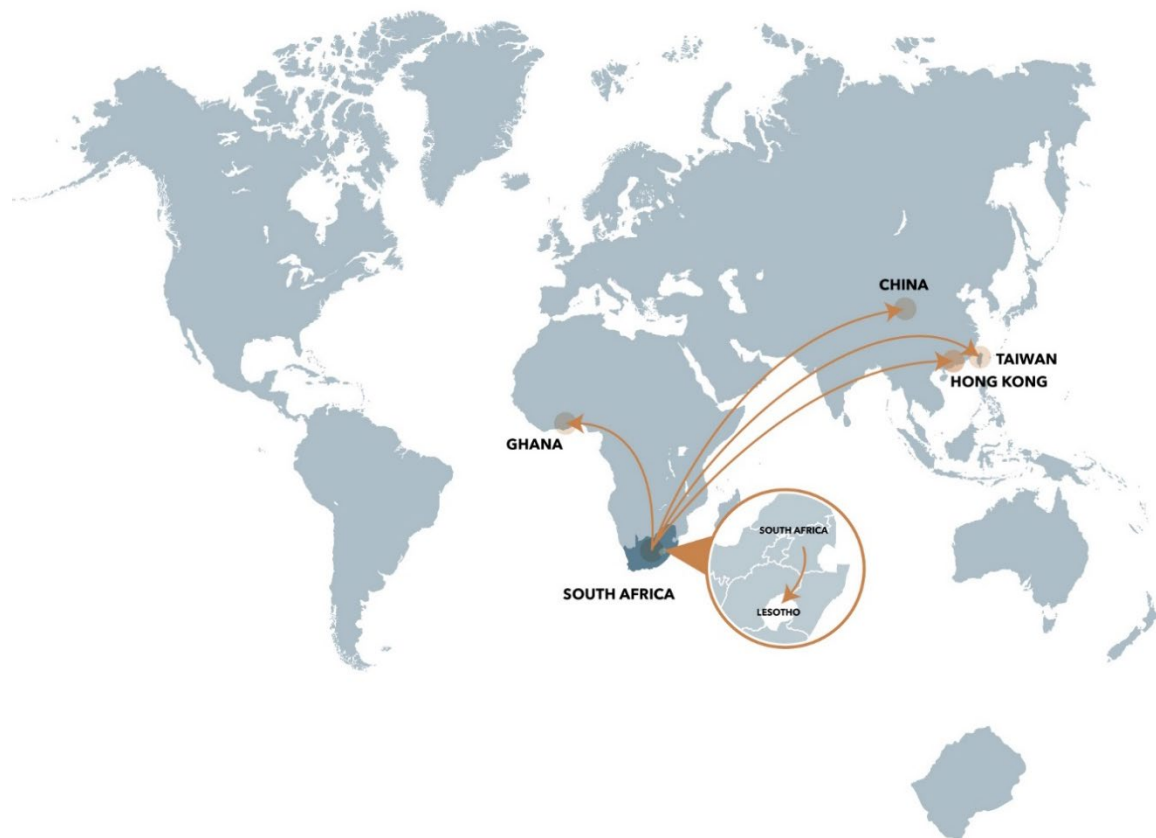 CHINA
TAIWAN
HONG KONG
GHANA
SOUTH AFRICA
LESOTHO
SOUTH AFRICA